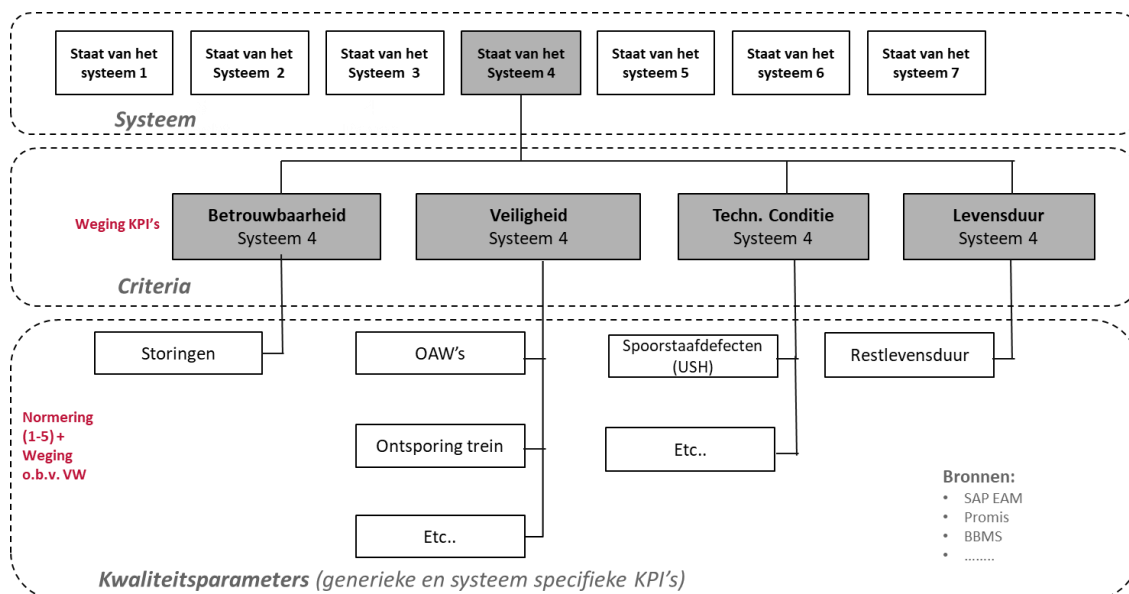 Staat van het
systeem 1
Staat van het
Systeem 2
Staat van het
Systeem 3
Staat van het
Systeem 4
Staat van het
systeem 5
Staat van het
systeem 6
Staat van het
systeem 7
Systeem
Weging KPI's
Betrouwbaarheid
Systeem 4
Veiligheid
Systeem 4
Techn. Conditie
Systeem 4
Levensduur
Systeem 4
Criteria
Storingen
OAW's
Spoorstaafdefecten
(USH)
Restlevensduur
Normering
(1-5) +
Weging
o.b.v. VW
Ontsporing trein
Etc..
Etc..
Bronnen:
• SAP EAM
• Promis
• BBMS
• ........
Kwaliteitsparameters (generieke en systeem specifieke KPI's)